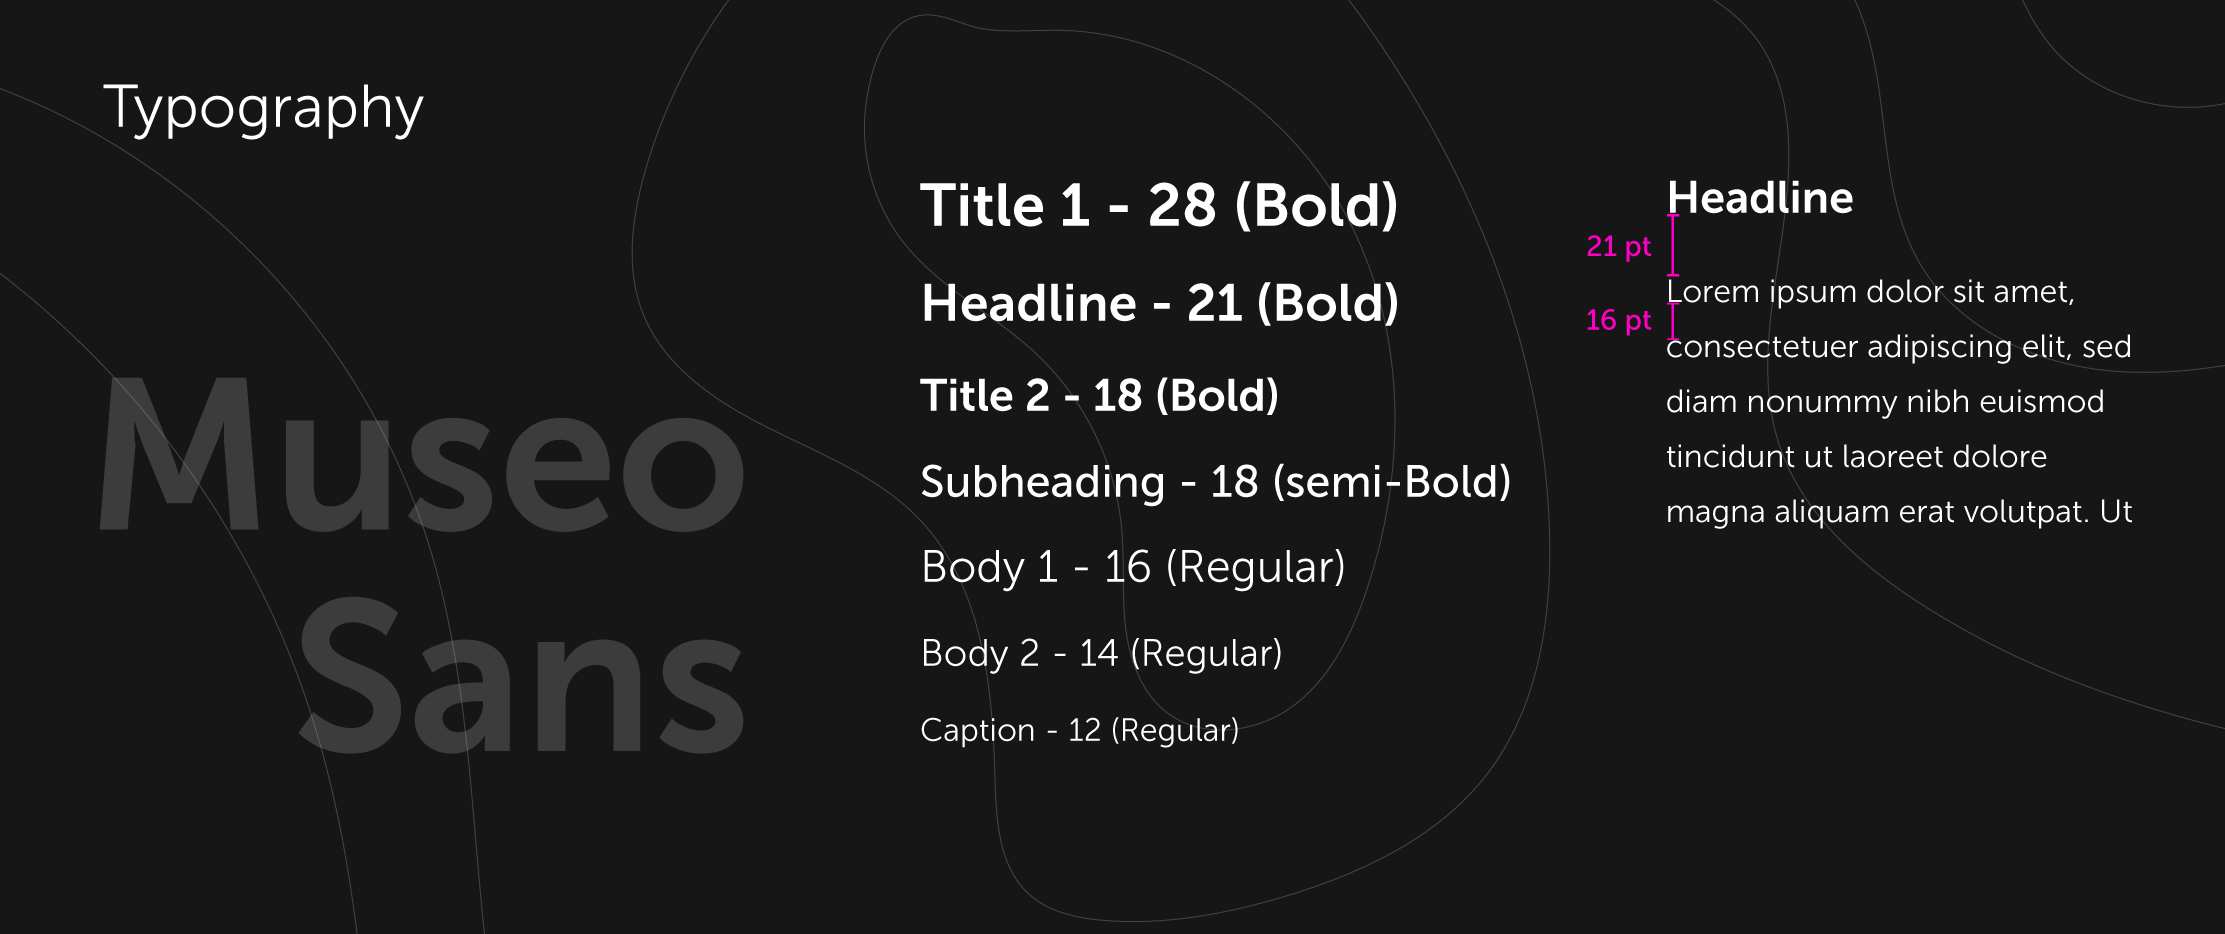 Typography
Museo
Sans
Title 1 - 28 (Bold)
Headline - 21 (Bold)
Title 2 - 18 (Bold)
Subheading - 18 (semi-Bold)
Body 1 - 16 (Regular)
Body 2 - 14 (Regular)
Caption - 12 (Regular)
Headline
21 pt
Lorem ipsum dolor sit amet,
16 pt
consectetuer adipiscing elit, sed
diam nonummy nibh euismod
tincidunt ut laoreet dolore
magna aliquam erat volutpat. Ut